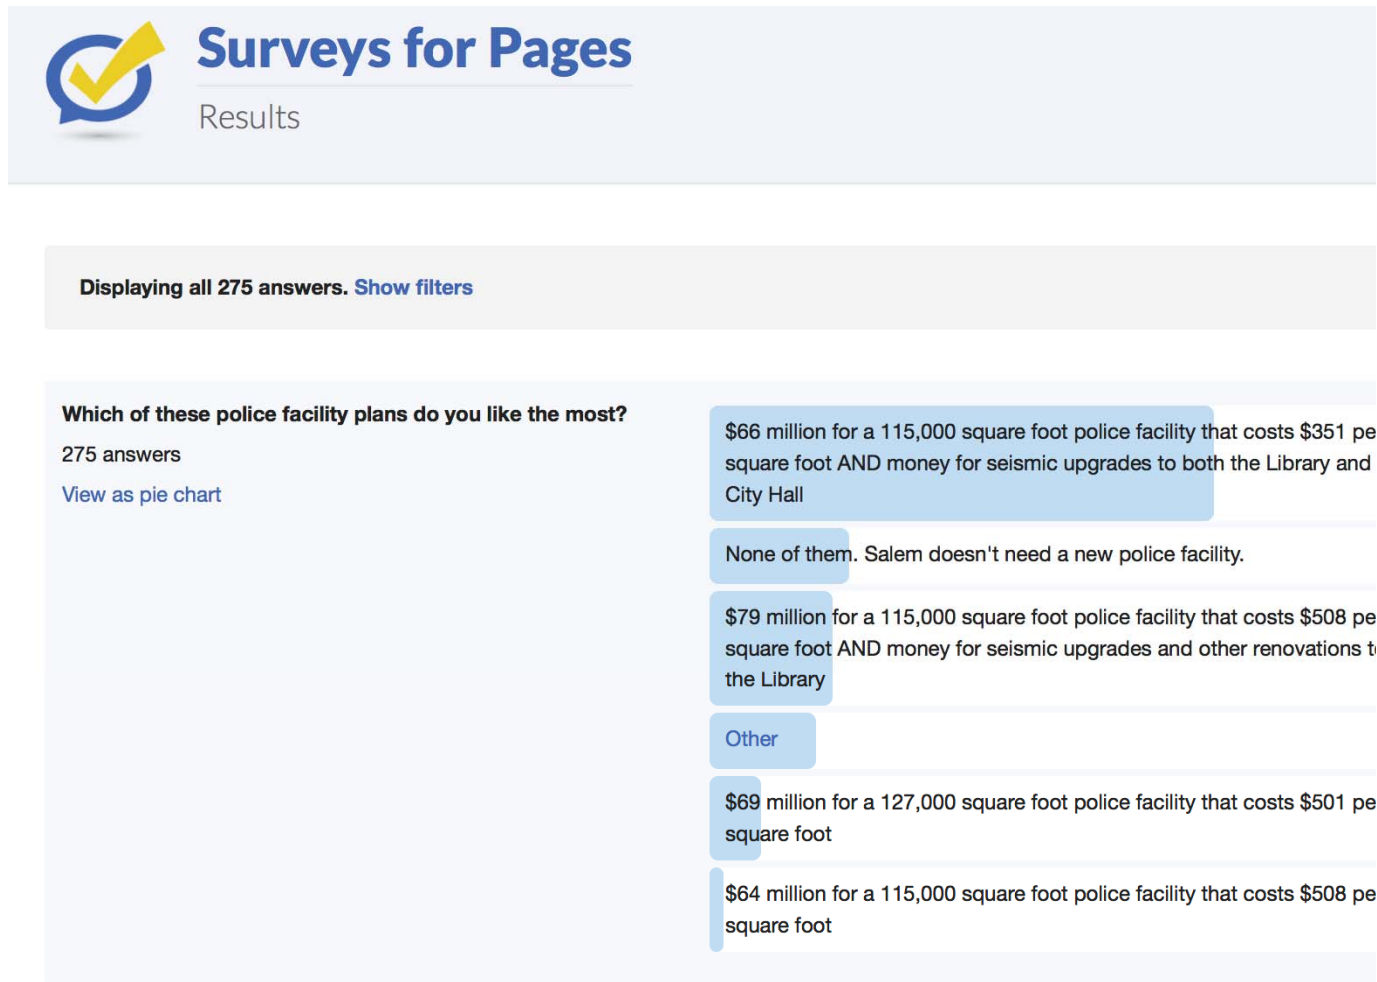 Surveys for Pages
Results
Displaying all 275 answers. Show filters
Which of these police facility plans do you like the most?
275 answers
View as pie chart
$66 million for a 115,000 square foot police facility that costs $351 pe
square foot AND money for seismic upgrades to both the Library and
City Hall
None of them. Salem doesn't need a new police facility.
$79 million for a 115,000 square foot police facility that costs $508 pe
square foot AND money for seismic upgrades and other renovations t
the Library
Other
$69 million for a 127,000 square foot police facility that costs $501 pe
square foot
$64 million for a 115,000 square foot police facility that costs $508 pe
square foot